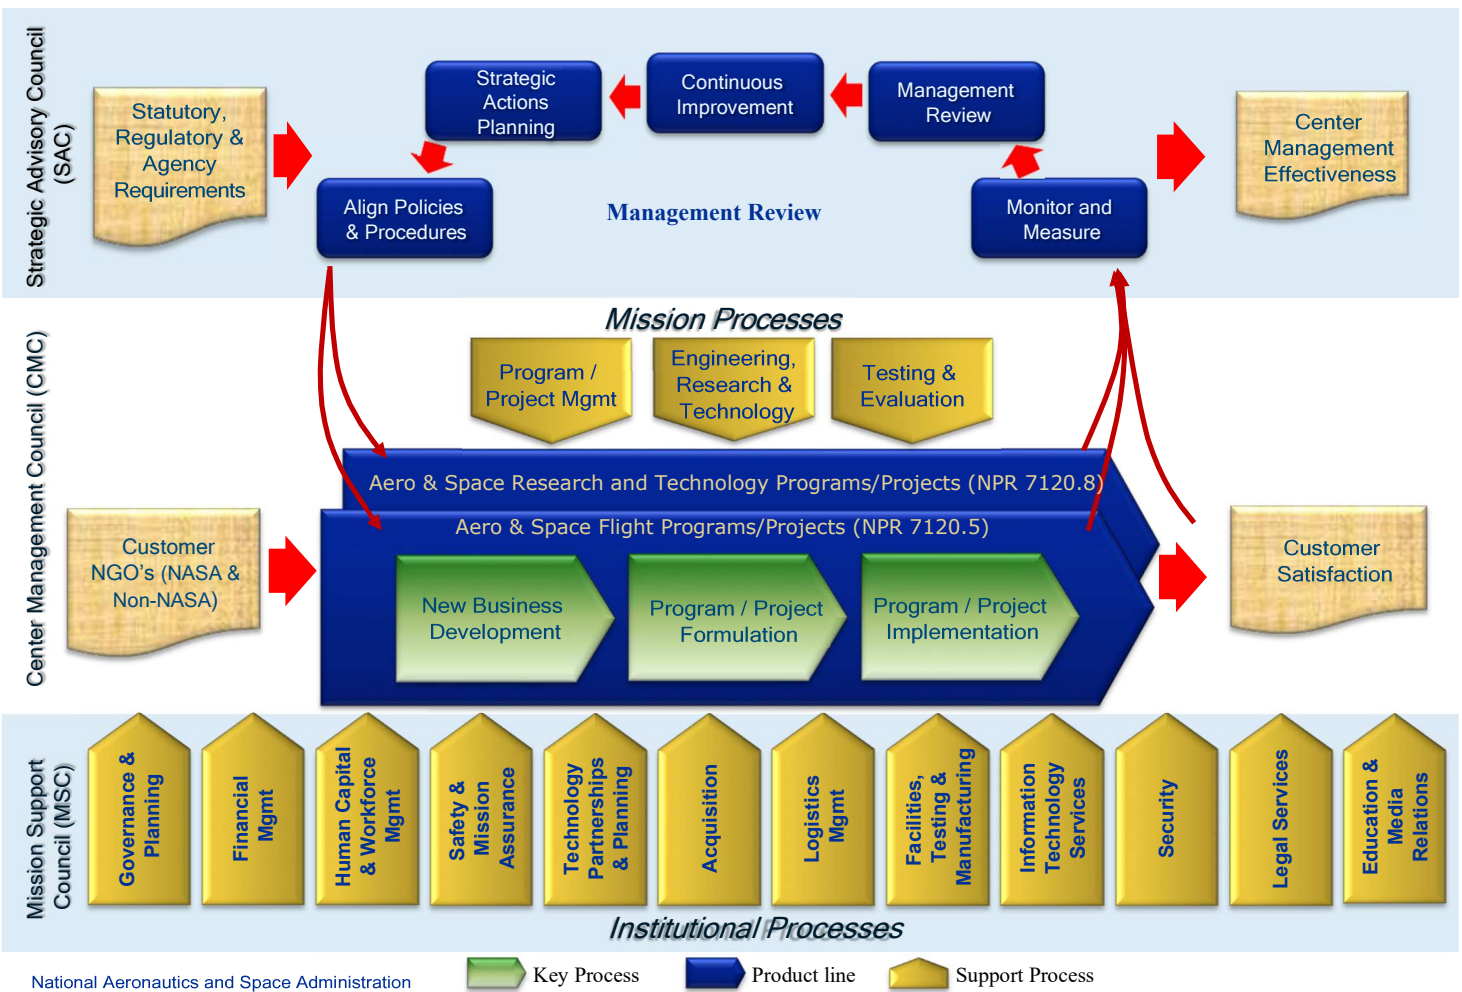 Strategic Advisory Council
(SAC)
Statutory,
Regulatory &
Agency
Requirements
Strategic
Actions
Planning
Continuous
Improvement
Management
Review
Align Policies
& Procedures
Management Review
Monitor and
Measure
Center
Management
Effectiveness
Center Management Council (CMC)
Mission Processes
Program /
Project Mgmt
Engineering,
Research &
Technology
Testing &
Evaluation
Aero & Space Research and Technology Programs/Projects (NPR 7120.8)
Aero & Space Flight Programs/Projects (NPR 7120.5)
Customer
NGO’s (NASA &
Non-NASA)
New Business
Development
Program / Project
Formulation
Program / Project
Implementation
Customer
Satisfaction
Mission Support
Council (MSC)
Governance &
Planning
Financial
Mgmt
Human Capital
& Workforce
Mgmt
Safety &
Mission
Assurance
Technology
Partnerships
& Planning
Acquisition
Logistics
Mgmt
Facilities,
Testing &
Manufacturing
Information
Technology
Services
Security
Legal Services
Education &
Media
Relations
Institutional Processes
National Aeronautics and Space Administration
Key Process
Product line
Support Process